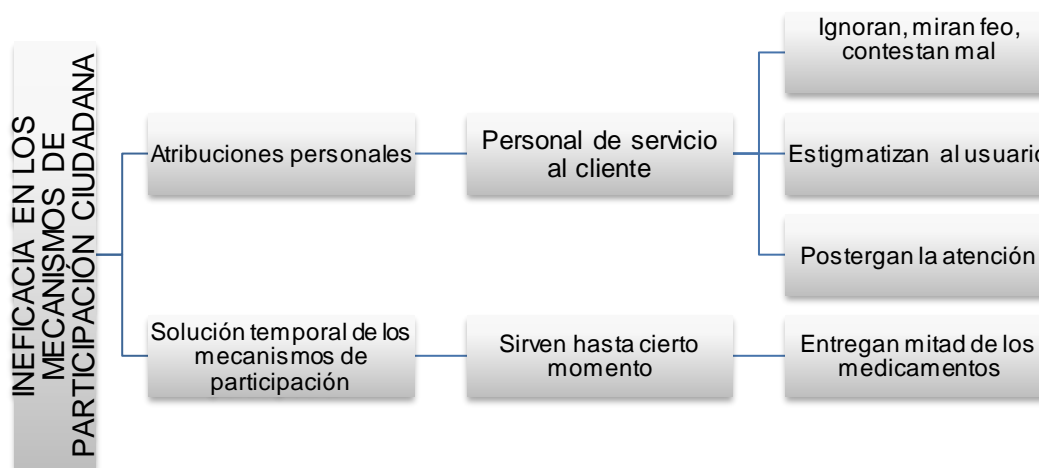 INEFICACIA EN LOS
MECANISMOS DE
PARTICIPACIÓN CIUDADANA
Atribuciones personales
Personal de servicio
al cliente
Ignoran, miran feo,
contestan mal
Estigmatizan al usuario
Postergan la atención
Solución temporal de los
mecanismos de
participación
Sirven hasta cierto
momento
Entregan mitad de los
medicamentos